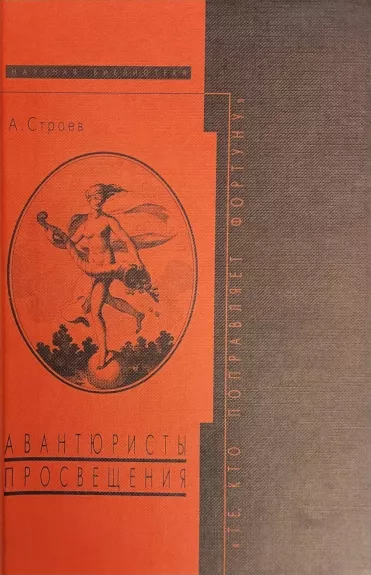 НАУЧНАЯ БИБЛИОТЕКА
А. Строев
АВАНТЮРИСТЫ
ПРОСВЕЩЕНИЯ
«ТЕ, КТО ПОПРАВЛЯЕТ ФОРТУНУ»